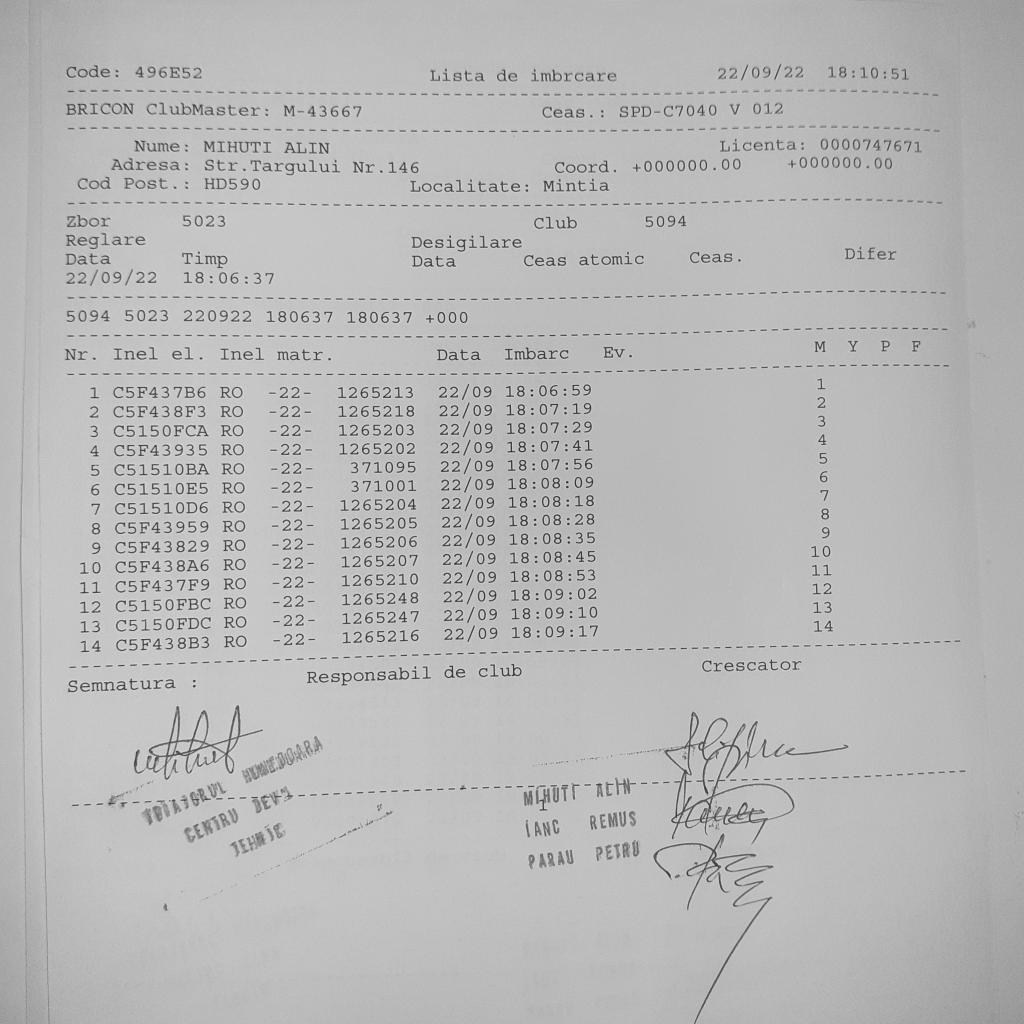 Code: 496E52 Lista de imbrcare 22/09/22 18:10:51
BRICON ClubMaster: M-43667 Ceas.: SPD-C7040 V 012
Nume: MIHUTI ALIN Licenta: 0000747671
Adresa: Str.Targului Nr.146 Coord. +000000.00 +000000.00
Cod Post.: HD590 Localitate: Mintia
Zbor 5023 Club 5094
Reglare Desigilare
Data Timp Data Ceas atomic Ceas. Difer
22/09/22 18:06:37
5094 5023 220922 180637 180637 +000
Nr. Inel el. Inel matr. Data Imbarc Ev. M Y P F
1 C5F437B6 RO -22- 1265213 22/09 18:06:59 1
2 C5F438F3 RO -22- 1265218 22/09 18:07:19 2
3 C5150FCA RO -22- 1265203 22/09 18:07:29 3
4 C5F43935 RO -22- 1265202 22/09 18:07:41 4
5 C51510BA RO -22- 371095 22/09 18:07:56 5
6 C51510E5 RO -22- 371001 22/09 18:08:09 6
7 C51510D6 RO -22- 1265204 22/09 18:08:18 7
8 C5F43959 RO -22- 1265205 22/09 18:08:28 8
9 C5F43829 RO -22- 1265206 22/09 18:08:35 9
10 C5F438A6 RO -22- 1265207 22/09 18:08:45 10
11 C5F437F9 RO -22- 1265210 22/09 18:08:53 11
12 C5150FBC RO -22- 1265248 22/09 18:09:02 12
13 C5150FDC RO -22- 1265247 22/09 18:09:10 13
14 C5F438B3 RO -22- 1265216 22/09 18:09:17 14
Semnatura : Responsabil de club Crescator
HUNEDOARA
CENTRU DEVA
TEHNIC
MIHUTI ALIN
IANC REMUS
PARAU PETRU